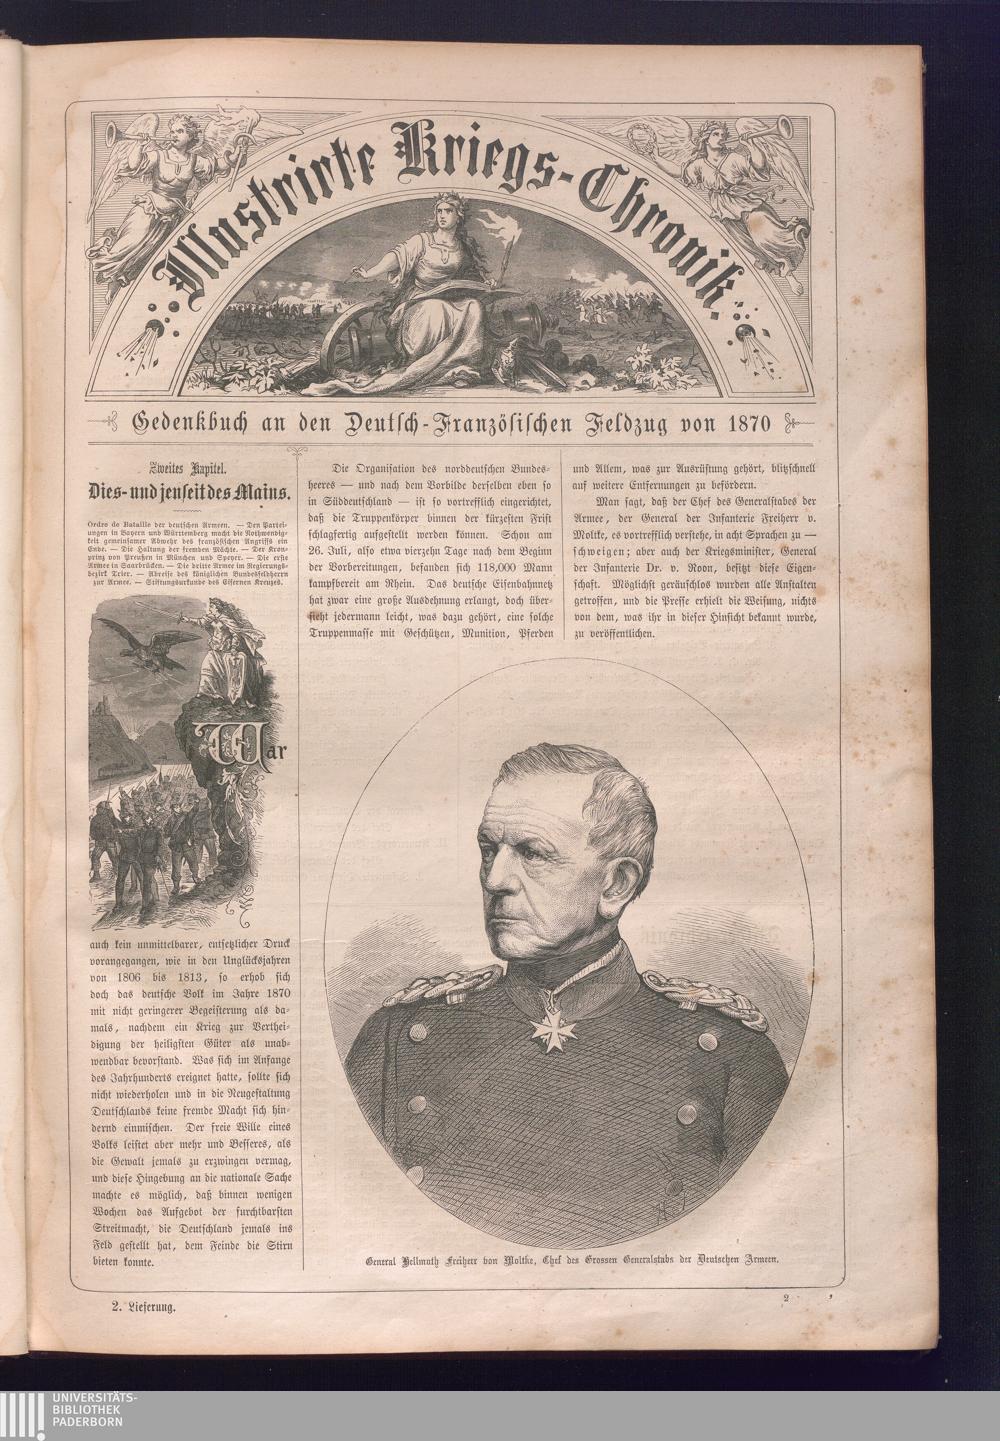 Illustrirte Kriegs-Chronik.
Gedenkbuch an den Deutsch-Französischen Feldzug von 1870
Zweites Kapitel.
Dies- und jenseit des Mains.
Ordre de Bataille der deutschen Armeen. — Den Partei-
ungen in Bayern und Württemberg macht die Nothwendig-
keit gemeinsamer Abwehr des französischen Angriffs ein
Ende. — Die Haltung der fremden Mächte. — Der Kron-
prinz von Preußen in München und Speyer. — Die erste
Armee in Saarbrücken. — Die dritte Armee im Regierungs-
bezirk Trier. — Adresse des königlichen Bundesfeldherrn
zur Armee. — Stiftungsurkunde des Eisernen Kreuzes.
War
auch kein unmittelbarer, entsetzlicher Druck
vorangegangen, wie in den Unglücksjahren
von 1806 bis 1813, so erhob sich
doch das deutsche Volk im Jahre 1870
mit nicht geringerer Begeisterung als da-
mals, nachdem ein Krieg zur Verthei-
digung der heiligsten Güter als unab-
wendbar bevorstand. Was sich im Anfange
des Jahrhunderts ereignet hatte, sollte sich
nicht wiederholen und in die Neugestaltung
Deutschlands keine fremde Macht sich hin-
dernd einmischen. Der freie Wille eines
Volks leistet aber mehr und Besseres, als
die Gewalt jemals zu erzwingen vermag,
und diese Hingebung an die nationale Sache
machte es möglich, daß binnen wenigen
Wochen das Aufgebot der furchtbarsten
Streitmacht, die Deutschland jemals ins
Feld gestellt hat, dem Feinde die Stirn
bieten konnte.
Die Organisation des norddeutschen Bundes-
heeres — und nach dem Vorbilde derselben eben so
in Süddeutschland — ist so vortrefflich eingerichtet,
daß die Truppenkörper binnen der kürzesten Frist
schlagfertig aufgestellt werden können. Schon am
26. Juli, also etwa vierzehn Tage nach dem Beginn
der Vorbereitungen, befanden sich 118,000 Mann
kampfbereit am Rhein. Das deutsche Eisenbahnnetz
hat zwar eine große Ausdehnung erlangt, doch über-
sieht jedermann leicht, was dazu gehört, eine solche
Truppenmasse mit Geschützen, Munition, Pferden
und Allem, was zur Ausrüstung gehört, blitzschnell
auf weitere Entfernungen zu befördern.
Man sagt, daß der Chef des Generalstabes der
Armee, der General der Infanterie Freiherr v.
Moltke, es vortrefflich verstehe, in acht Sprachen zu —
schweigen; aber auch der Kriegsminister, General
der Infanterie Dr. v. Roon, besitzt diese Eigen-
schaft. Möglichst geräuschlos wurden alle Anstalten
getroffen, und die Presse erhielt die Weisung, nichts
von dem, was ihr in dieser Hinsicht bekannt wurde,
zu veröffentlichen.
General Hellmuth Freiherr von Moltke, Chef des Grossen Generalstabs der Deutschen Armeen.
2. Lieferung.
2
UNIVERSITÄTS-
BIBLIOTHEK
PADERBORN